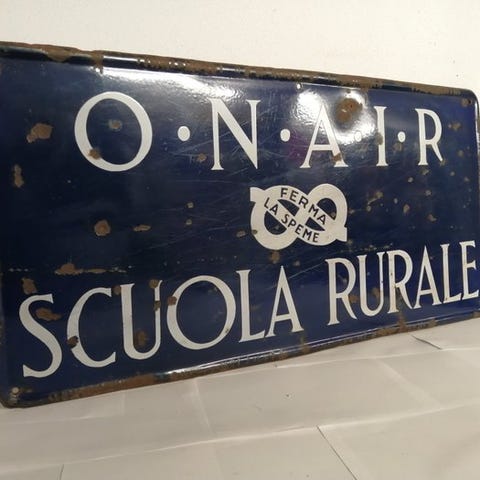 O·N·A·I·R
FERMA
LA SPEME
SCUOLA RURALE